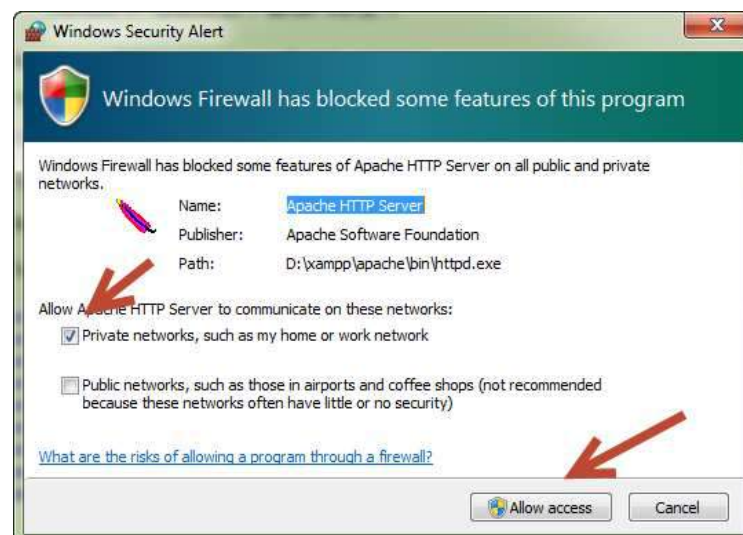 Windows Security Alert
Windows Firewall has blocked some features of this program
Windows Firewall has blocked some features of Apache HTTP Server on all public and private
networks.
Name: Apache HTTP Server
Publisher: Apache Software Foundation
Path: D:\xampp\apache\bin\httpd.exe
Allow Apache HTTP Server to communicate on these networks:
Private networks, such as my home or work network
Public networks, such as those in airports and coffee shops (not recommended
because these networks often have little or no security)
What are the risks of allowing a program through a firewall?
Allow access Cancel